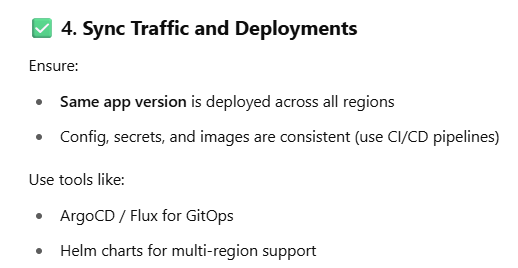 ✅ 4. Sync Traffic and Deployments
Ensure:
• Same app version is deployed across all regions
• Config, secrets, and images are consistent (use CI/CD pipelines)
Use tools like:
• ArgoCD / Flux for GitOps
• Helm charts for multi-region support